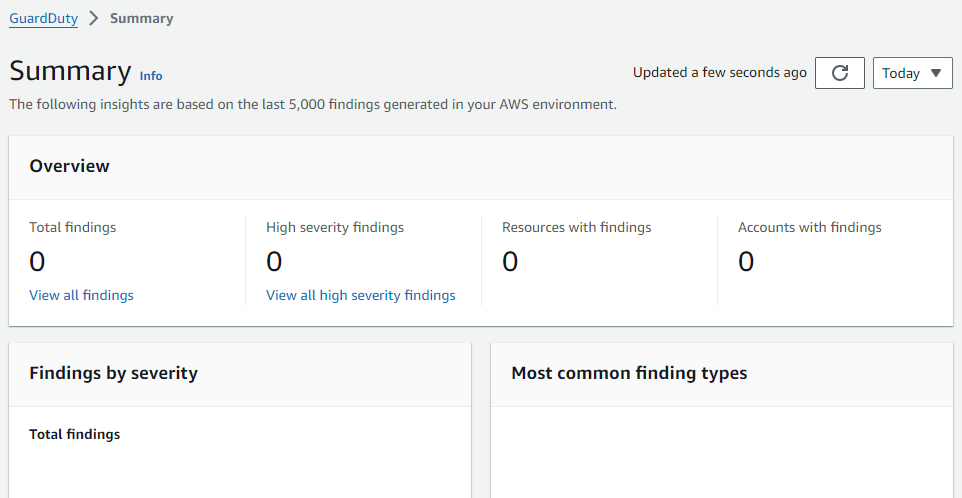 GuardDuty > Summary
Summary Info
Updated a few seconds ago
Today
The following insights are based on the last 5,000 findings generated in your AWS environment.
Overview
Total findings
0
View all findings
High severity findings
0
View all high severity findings
Resources with findings
0
Accounts with findings
0
Findings by severity
Total findings
Most common finding types